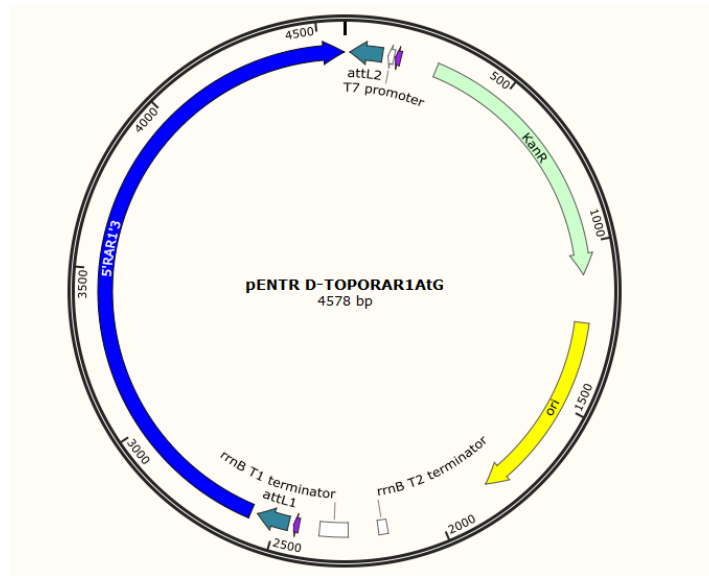 4500
attL2
T7 promoter
500
KanR
4000
1000
5'RAR1'3
3500
pENTR D-TOPORAR1AtG
4578 bp
1500
ori
3000
rrnB T1 terminator
rrnB T2 terminator
attL1
2500
2000